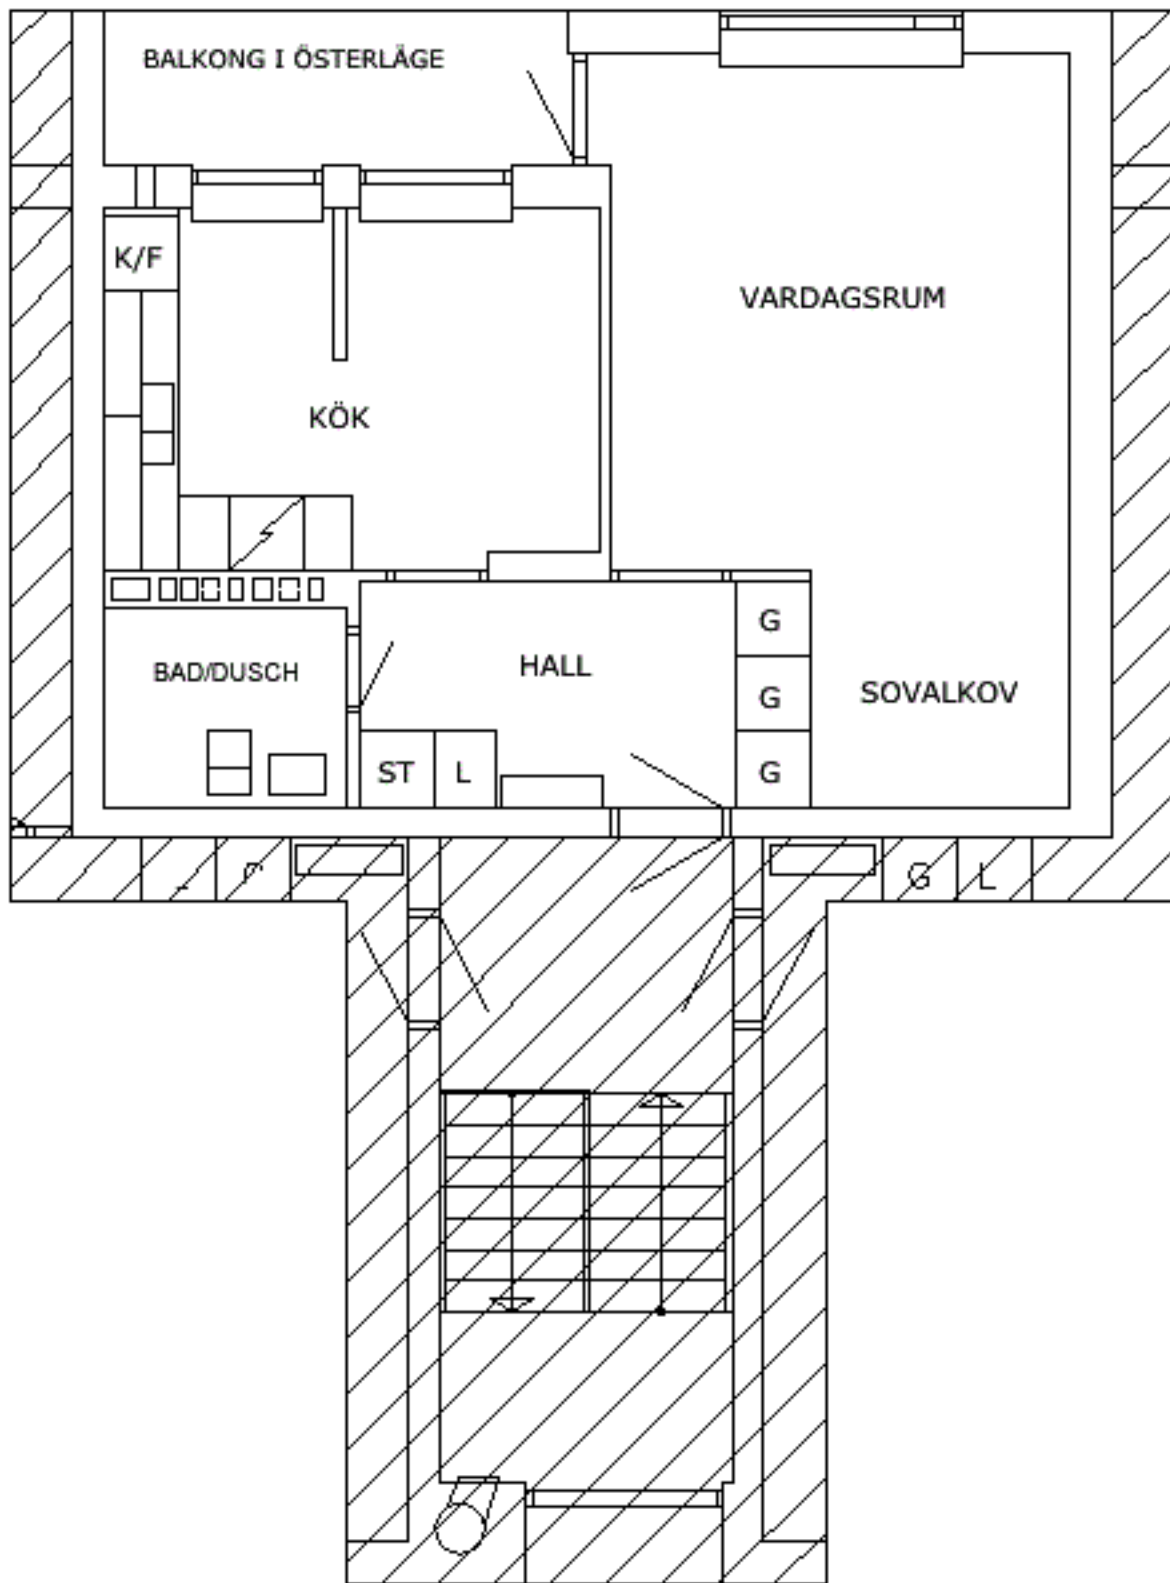 BALKONG I ÖSTERLÄGE
K/F
VARDAGSRUM
KÖK
G
BAD/DUSCH
HALL
G
SOVALKOV
ST
L
G
G
L